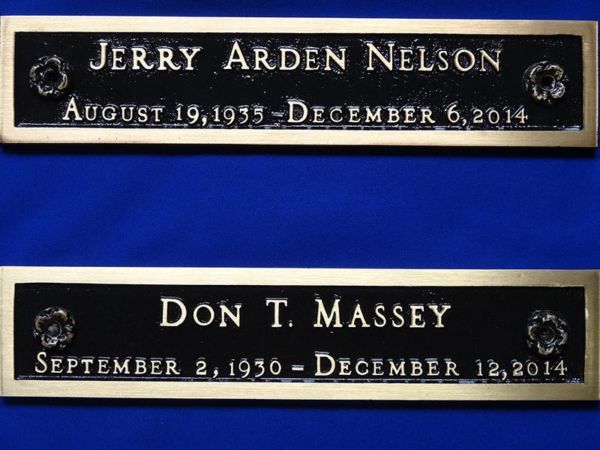 JERRY ARDEN NELSON
AUGUST 19, 1935 - DECEMBER 6, 2014
DON T. MASSEY
SEPTEMBER 2, 1930 - DECEMBER 12, 2014